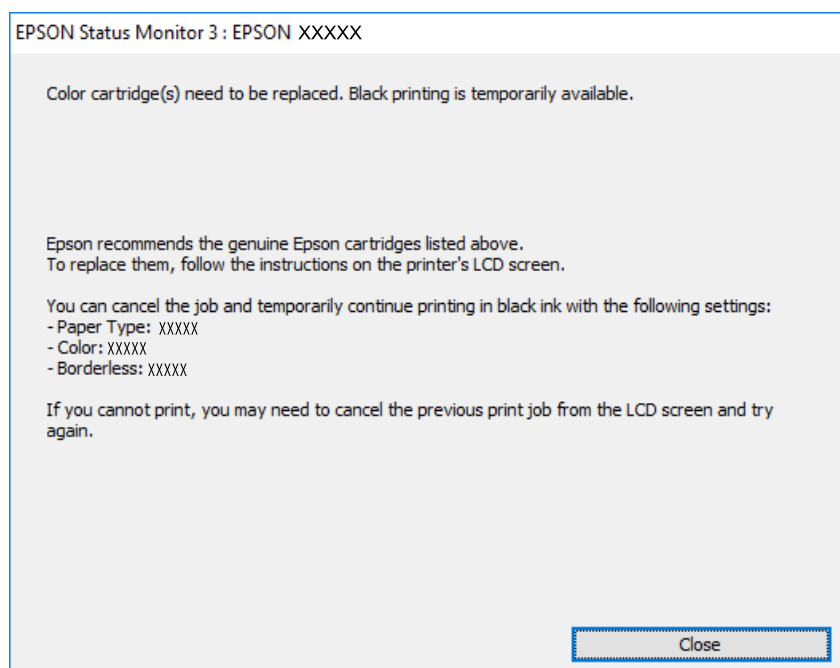 EPSON Status Monitor 3 : EPSON XXXXX
Color cartridge(s) need to be replaced. Black printing is temporarily available.
Epson recommends the genuine Epson cartridges listed above.
To replace them, follow the instructions on the printer's LCD screen.
You can cancel the job and temporarily continue printing in black ink with the following settings:
- Paper Type: XXXXX
- Color: XXXXX
- Borderless: XXXXX
If you cannot print, you may need to cancel the previous print job from the LCD screen and try
again.
Close